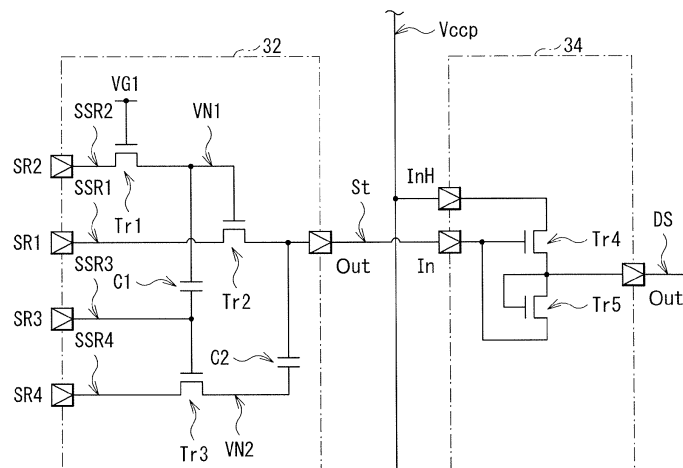 32
Vccp
34
VG1
SSR2
VN1
SR2
SSR1
Tr1
St
InH
DS
SR1
Tr4
SSR3
C1
Tr2
Out
In
Tr5
Out
SR3
SSR4
C2
SR4
Tr3
VN2